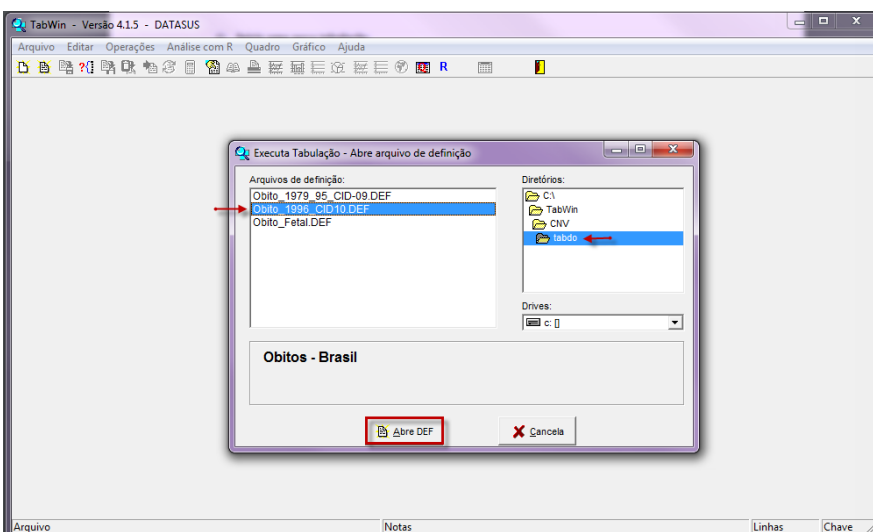 TabWin - Versão 4.1.5 - DATASUS
Arquivo Editar Operações Análise com R Quadro Gráfico Ajuda
R
Executa Tabulação - Abre arquivo de definição
Arquivos de definição:
Obito_1979_95_CID-09.DEF
Obito_1996_CID10.DEF
Obito_Fetal.DEF
Diretórios:
C:\
TabWin
CNV
tabdo
Drives:
c: []
Obitos - Brasil
Abre DEF
Cancela
Arquivo Notas Linhas Chave